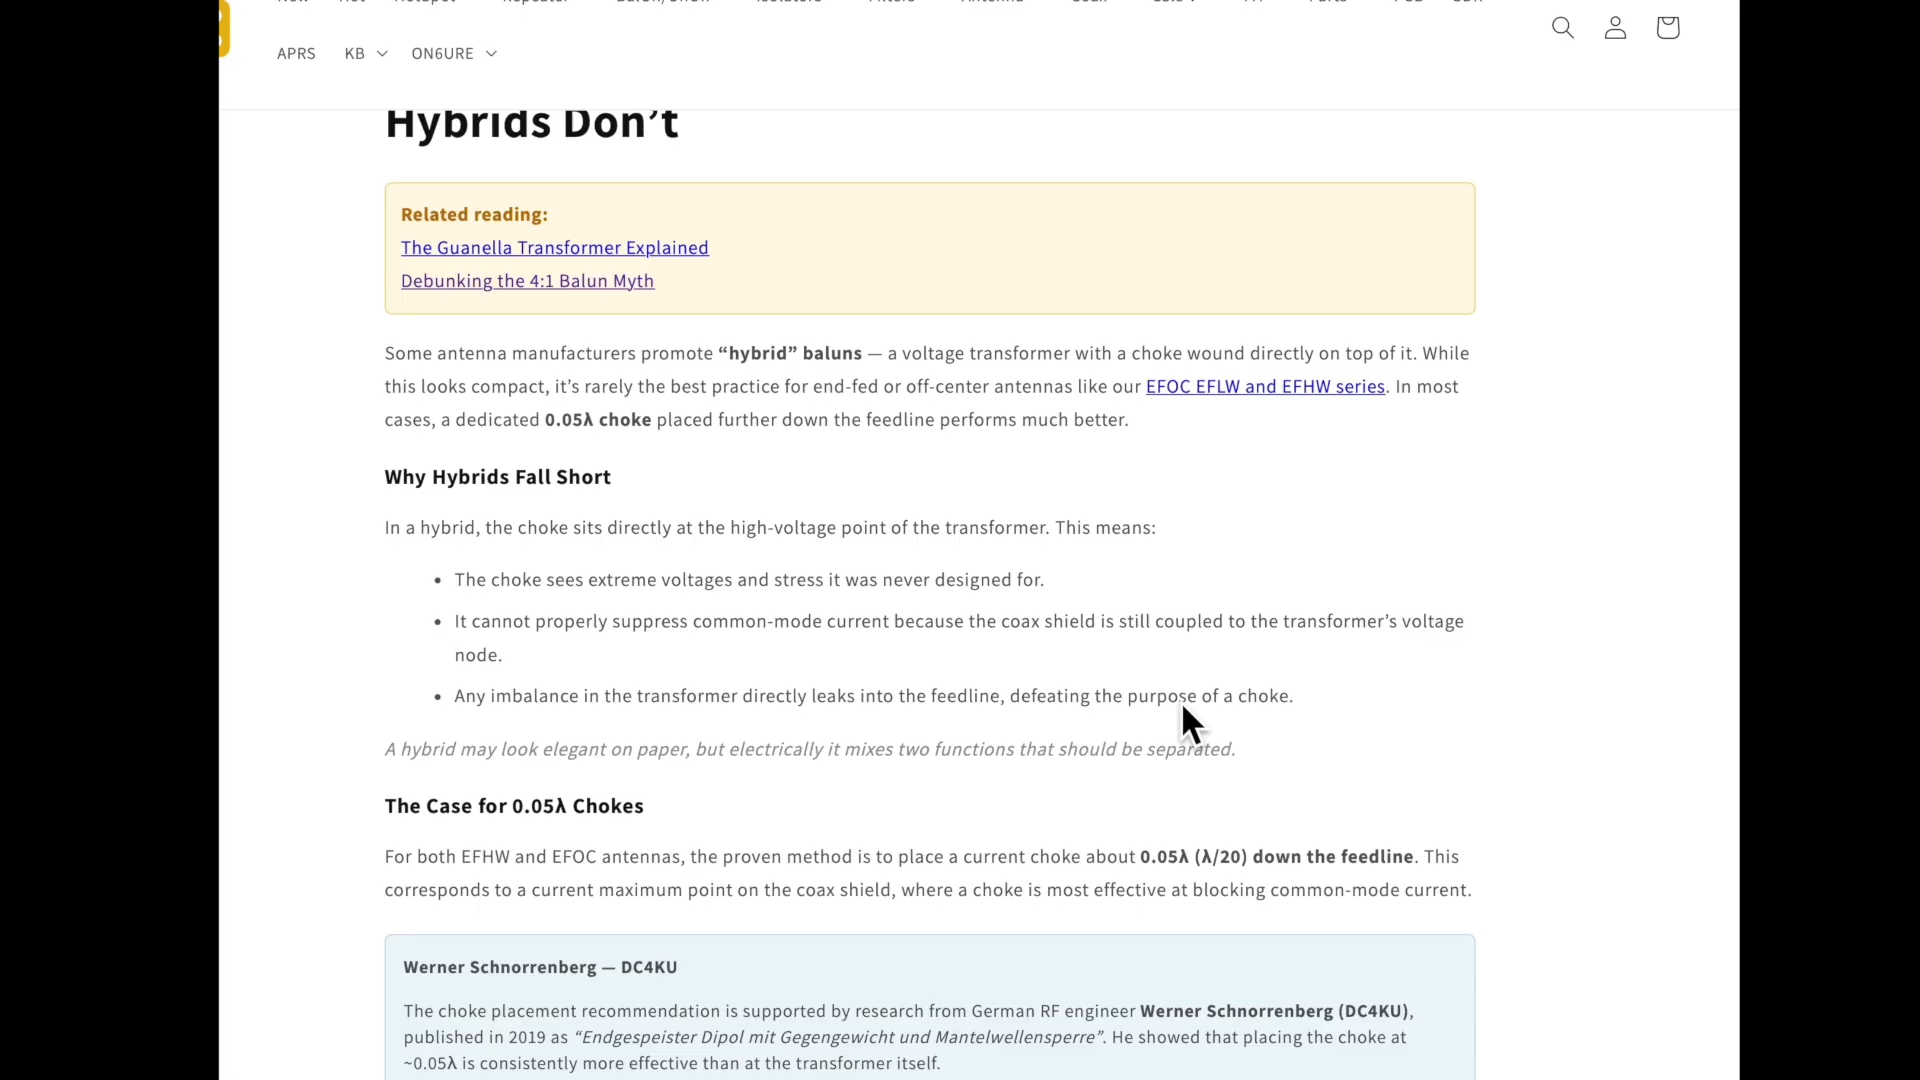 APRS KB ON6URE
Hybrids Don’t
Related reading:
The Guanella Transformer Explained
Debunking the 4:1 Balun Myth
Some antenna manufacturers promote “hybrid” baluns — a voltage transformer with a choke wound directly on top of it. While
this looks compact, it’s rarely the best practice for end-fed or off-center antennas like our EFOC EFLW and EFHW series. In most
cases, a dedicated 0.05λ choke placed further down the feedline performs much better.
Why Hybrids Fall Short
In a hybrid, the choke sits directly at the high-voltage point of the transformer. This means:
• The choke sees extreme voltages and stress it was never designed for.
• It cannot properly suppress common-mode current because the coax shield is still coupled to the transformer’s voltage
node.
• Any imbalance in the transformer directly leaks into the feedline, defeating the purpose of a choke.
A hybrid may look elegant on paper, but electrically it mixes two functions that should be separated.
The Case for 0.05λ Chokes
For both EFHW and EFOC antennas, the proven method is to place a current choke about 0.05λ (λ/20) down the feedline. This
corresponds to a current maximum point on the coax shield, where a choke is most effective at blocking common-mode current.
Werner Schnorrenberg — DC4KU
The choke placement recommendation is supported by research from German RF engineer Werner Schnorrenberg (DC4KU),
published in 2019 as “Endgespeister Dipol mit Gegengewicht und Mantelwellensperre”. He showed that placing the choke at
~0.05λ is consistently more effective than at the transformer itself.